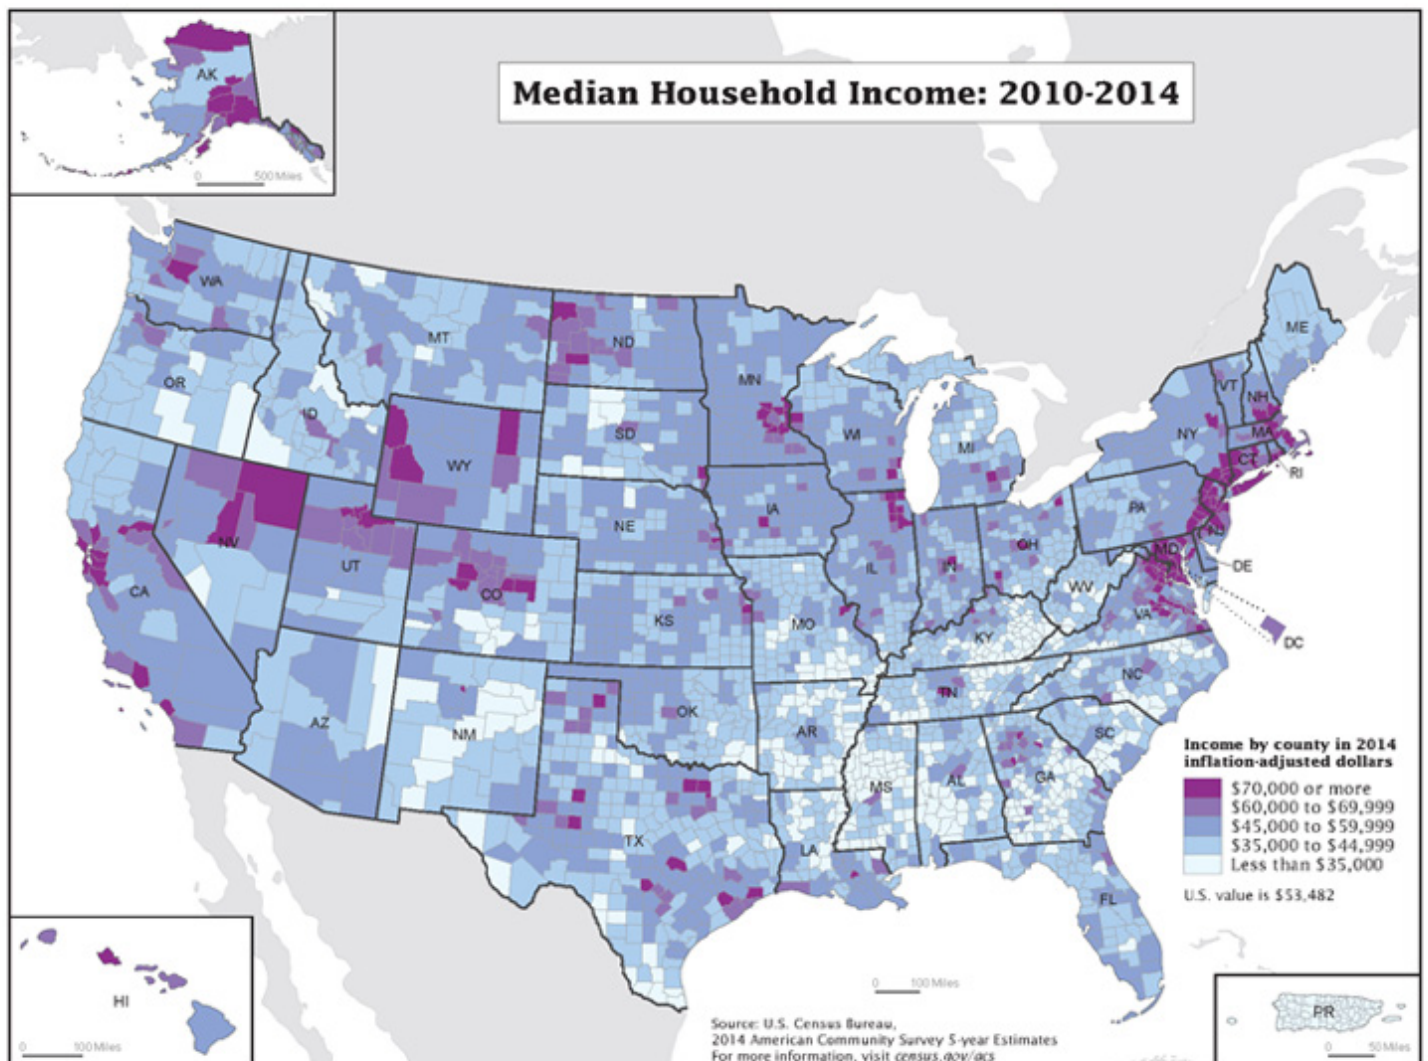 AK
0 500 Miles
Median Household Income: 2010-2014
WA
MT
ND
MN
ME
OR
ID
SD
WI
MI
VT
NH
NY
MA
CT
RI
WY
NE
IA
PA
NJ
NV
UT
CO
IL
IN
OH
MD
DE
CA
KS
MO
WV
VA
KY
DC
AZ
NM
OK
AR
TN
NC
SC
MS
AL
GA
TX
LA
FL
Income by county in 2014
inflation-adjusted dollars
$70,000 or more
$60,000 to $69,999
$45,000 to $59,999
$35,000 to $44,999
Less than $35,000
U.S. value is $53,482
HI
0 100 Miles
0 100 Miles
PR
0 50 Miles
Source: U.S. Census Bureau,
2014 American Community Survey 5-year Estimates
For more information, visit census.gov/acs